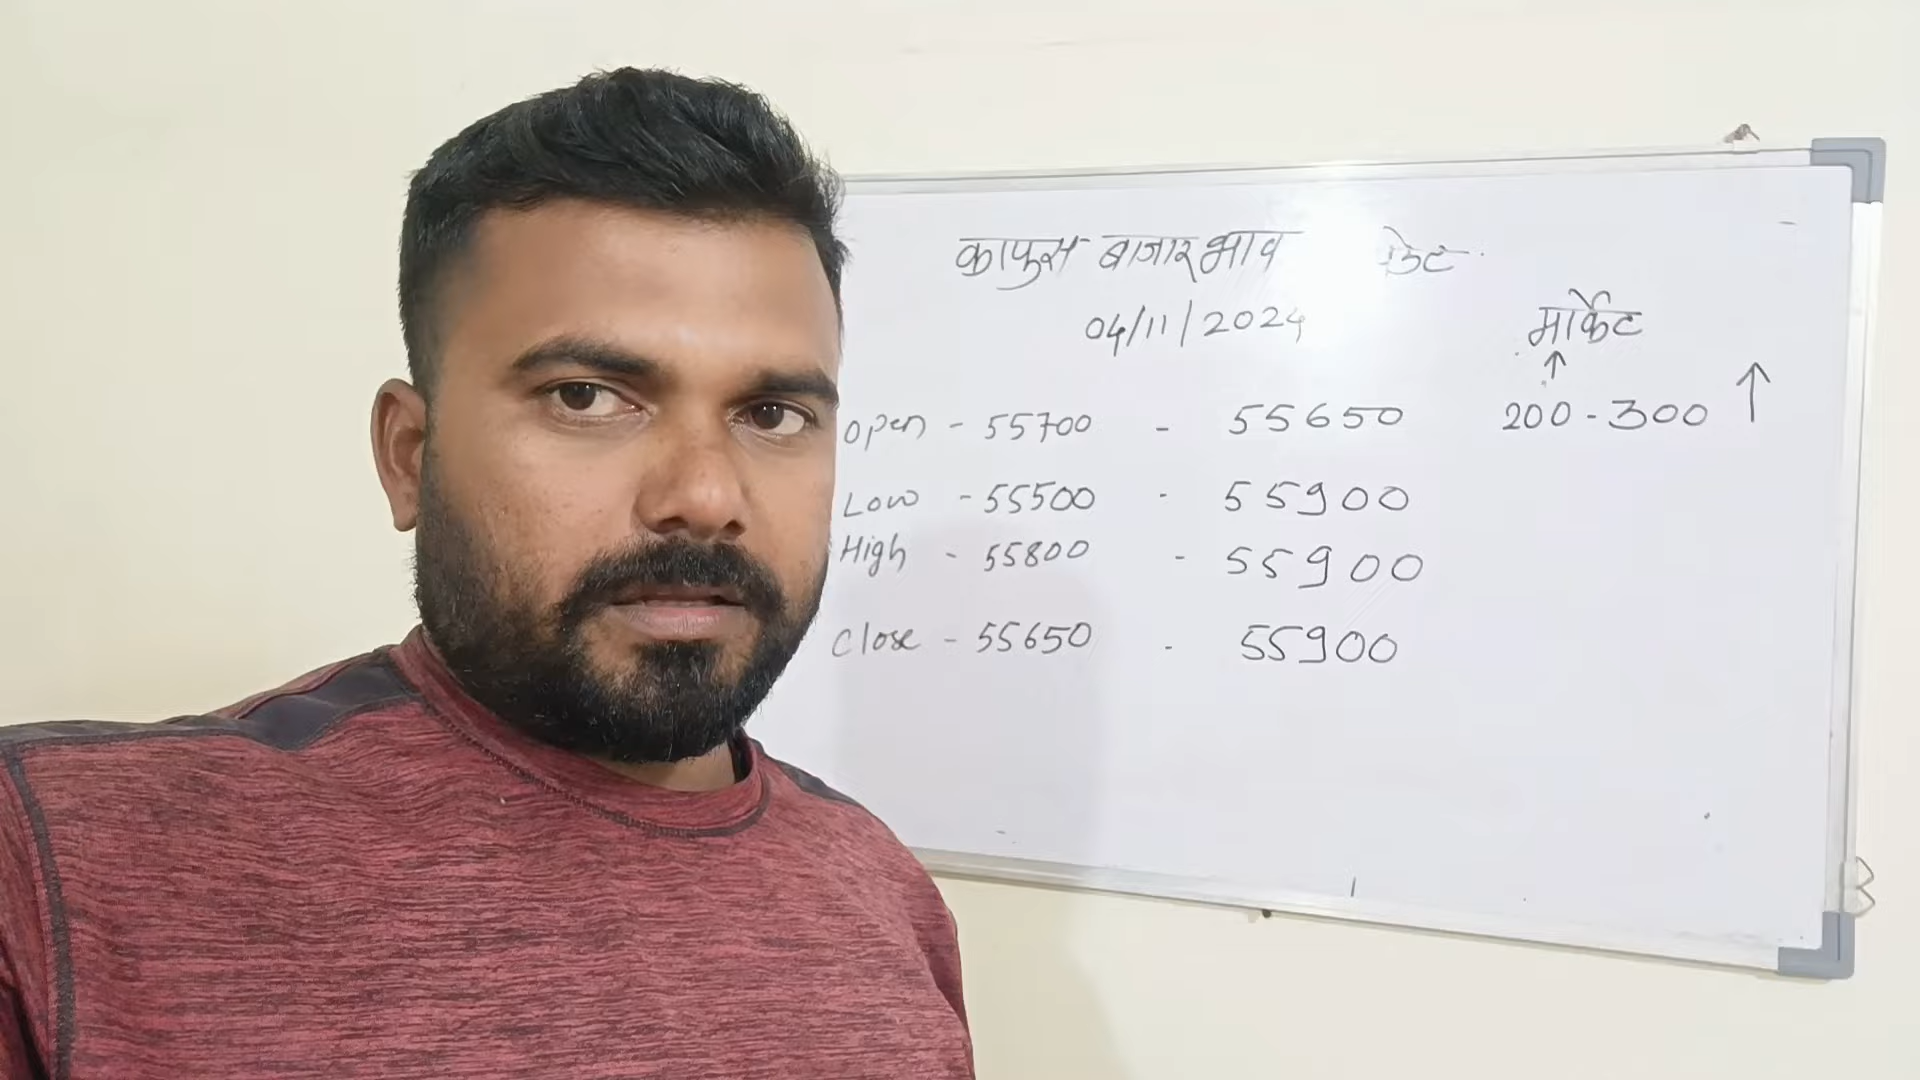 कापुस बाजारभाव
04/11/2024
मार्केट
↑
open - 55700 - 55650 200-300 ↑
Low - 55500 - 55900
High - 55800 - 55900
close - 55650 - 55900